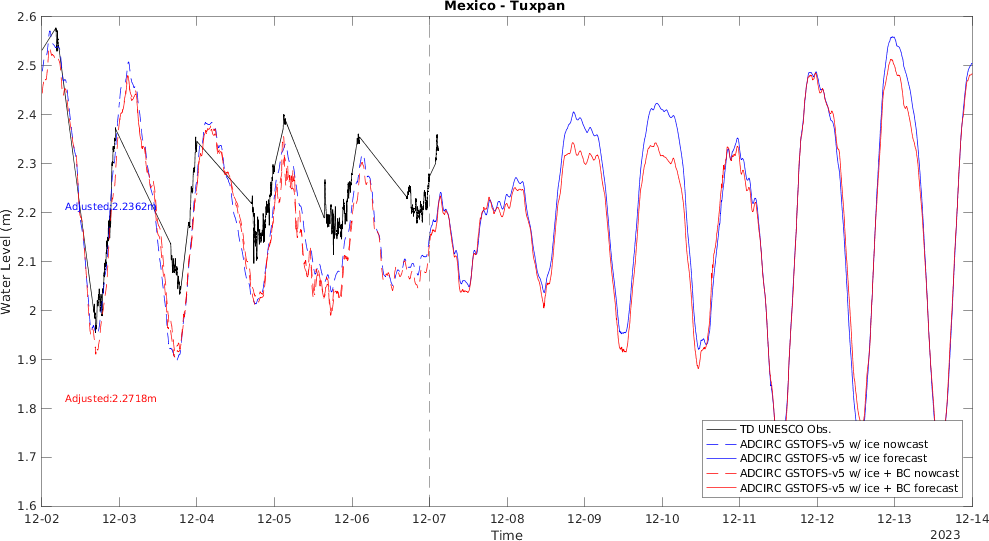 Mexico - Tuxpan
2.6
2.5
2.4
2.3
2.2
2.1
2
1.9
1.8
1.7
1.6
Water Level (m)
Adjusted:2.2362m
Adjusted:2.2718m
TD UNESCO Obs.
ADCIRC GSTOFS-v5 w/ ice nowcast
ADCIRC GSTOFS-v5 w/ ice forecast
ADCIRC GSTOFS-v5 w/ ice + BC nowcast
ADCIRC GSTOFS-v5 w/ ice + BC forecast
12-02 12-03 12-04 12-05 12-06 12-07 12-08 12-09 12-10 12-11 12-12 12-13 12-14
Time
2023